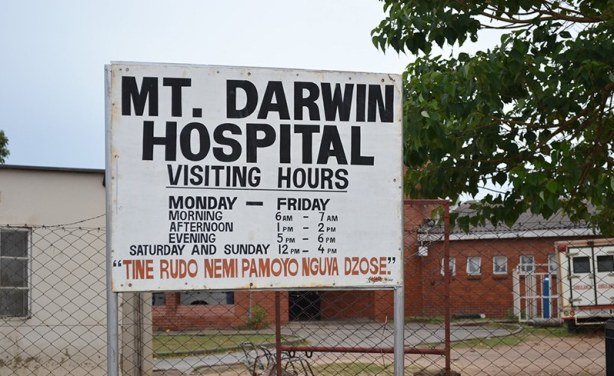 MT. DARWIN
HOSPITAL
VISITING HOURS
MONDAY — FRIDAY
MORNING 6AM - 7AM
AFTERNOON 1PM - 2PM
EVENING 5PM - 6PM
SATURDAY AND SUNDAY 12PM - 4PM
"TINE RUDO NEMI PAMOYO NGUVA DZOSE."